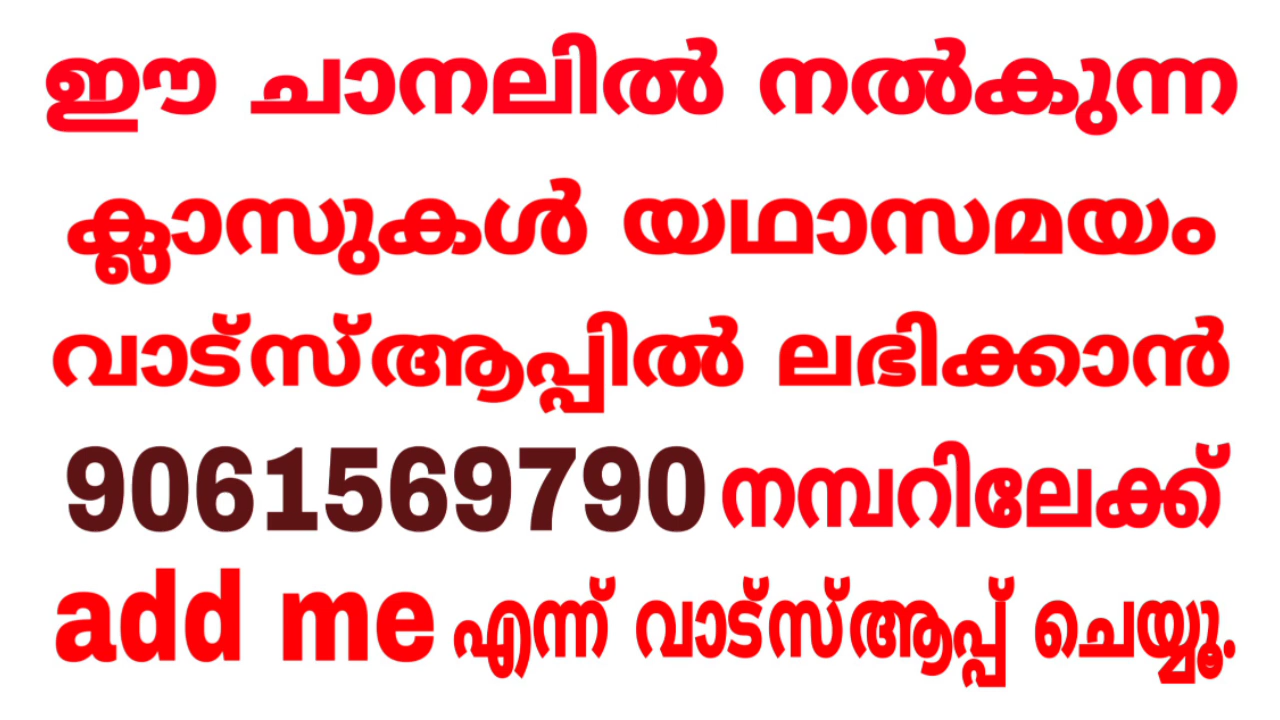 ഈ ചാനലിൽ നൽകുന്ന
ക്ലാസുകൾ യഥാസമയം
വാട്സ്ആപ്പിൽ ലഭിക്കാൻ
9061569790 നമ്പറിലേക്ക്
add me എന്ന് വാട്സ്ആപ്പ് ചെയ്യൂ.